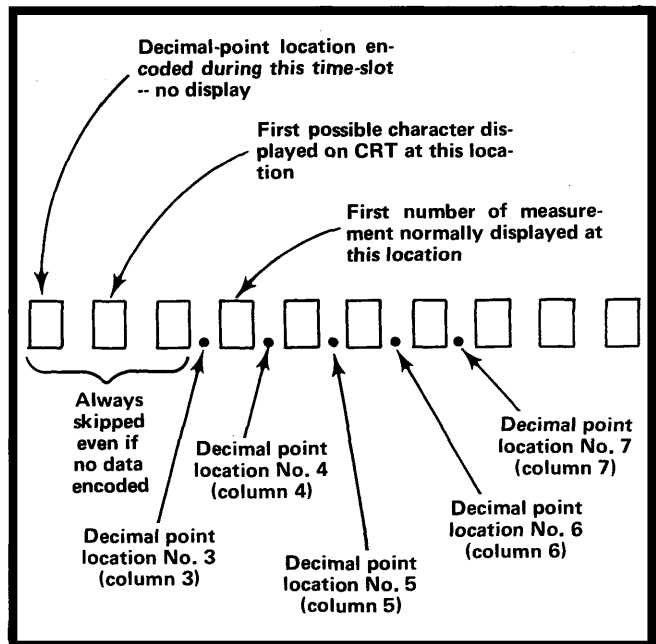 Decimal-point location en-
coded during this time-slot
-- no display
First possible character dis-
played on CRT at this loca-
tion
First number of measure-
ment normally displayed at
this location
Always
skipped
even if
no data
encoded
Decimal point
location No. 3
(column 3)
Decimal point
location No. 4
(column 4)
Decimal point
location No. 5
(column 5)
Decimal point
location No. 6
(column 6)
Decimal point
location No. 7
(column 7)